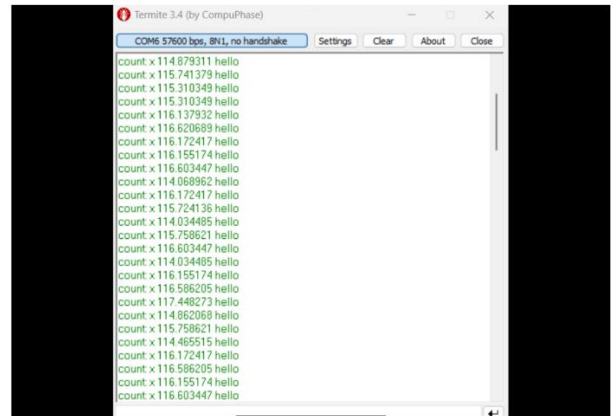 Termite 3.4 (by CompuPhase)
COM6 57600 bps, 8N1, no handshake Settings Clear About Close
count x 114.879311 hello
count x 115.741379 hello
count x 115.310349 hello
count x 115.310349 hello
count x 116.137932 hello
count x 116.620689 hello
count x 116.172417 hello
count x 116.155174 hello
count x 116.603447 hello
count x 114.068962 hello
count x 116.172417 hello
count x 115.724136 hello
count x 114.034485 hello
count x 115.758621 hello
count x 116.603447 hello
count x 114.034485 hello
count x 116.155174 hello
count x 116.586205 hello
count x 117.448273 hello
count x 114.862068 hello
count x 115.758621 hello
count x 114.465515 hello
count x 116.172417 hello
count x 116.586205 hello
count x 116.155174 hello
count x 116.603447 hello